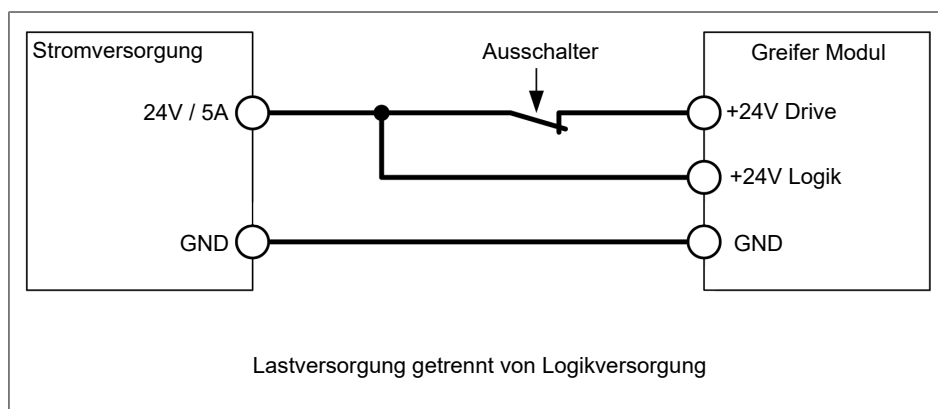 Stromversorgung
Ausschalter
Greifer Modul
24V / 5A
+24V Drive
+24V Logik
GND
GND
Lastversorgung getrennt von Logikversorgung